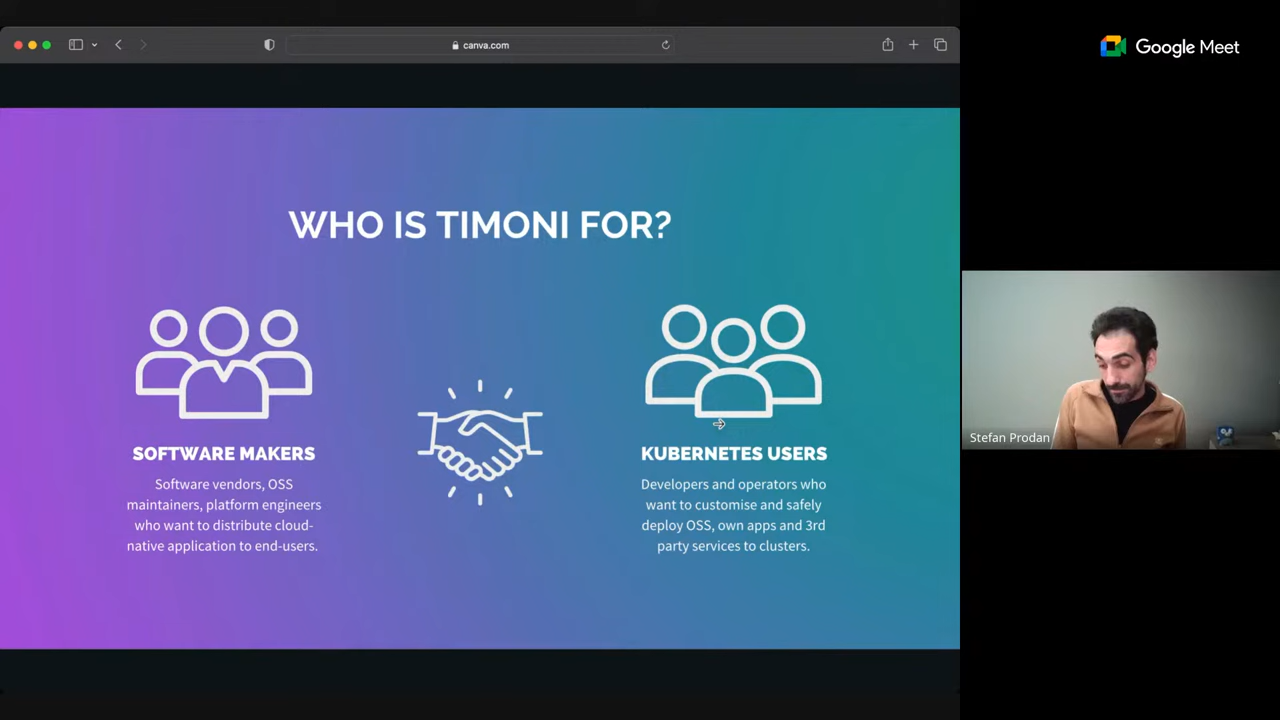 canva.com
Google Meet
WHO IS TIMONI FOR?
SOFTWARE MAKERS
Software vendors, OSS
maintainers, platform engineers
who want to distribute cloud-
native application to end-users.
KUBERNETES USERS
Developers and operators who
want to customise and safely
deploy OSS, own apps and 3rd
party services to clusters.
Stefan Prodan